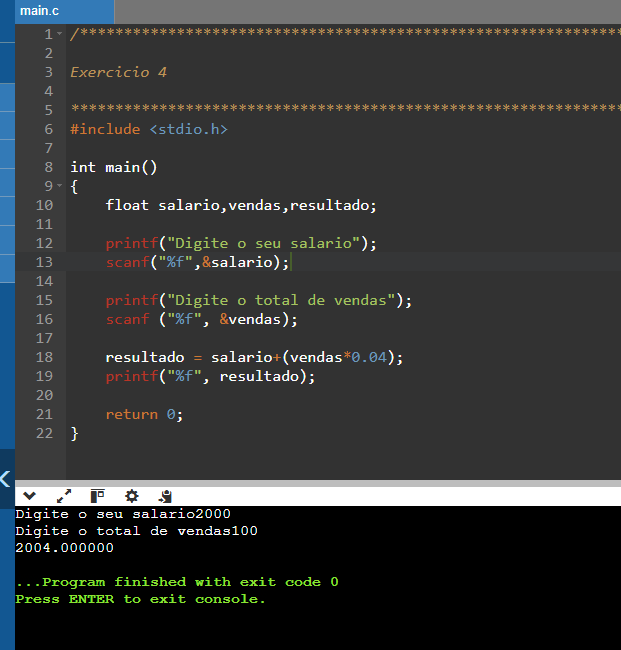 main.c
1 /**************************************************************
2
3 Exercicio 4
4
5 **************************************************************
6 #include <stdio.h>
7
8 int main()
9 {
10 float salario,vendas,resultado;
11
12 printf("Digite o seu salario");
13 scanf("%f",&salario);
14
15 printf("Digite o total de vendas");
16 scanf ("%f", &vendas);
17
18 resultado = salario+(vendas*0.04);
19 printf("%f", resultado);
20
21 return 0;
22 }
Digite o seu salario2000
Digite o total de vendas100
2004.000000
...Program finished with exit code 0
Press ENTER to exit console.